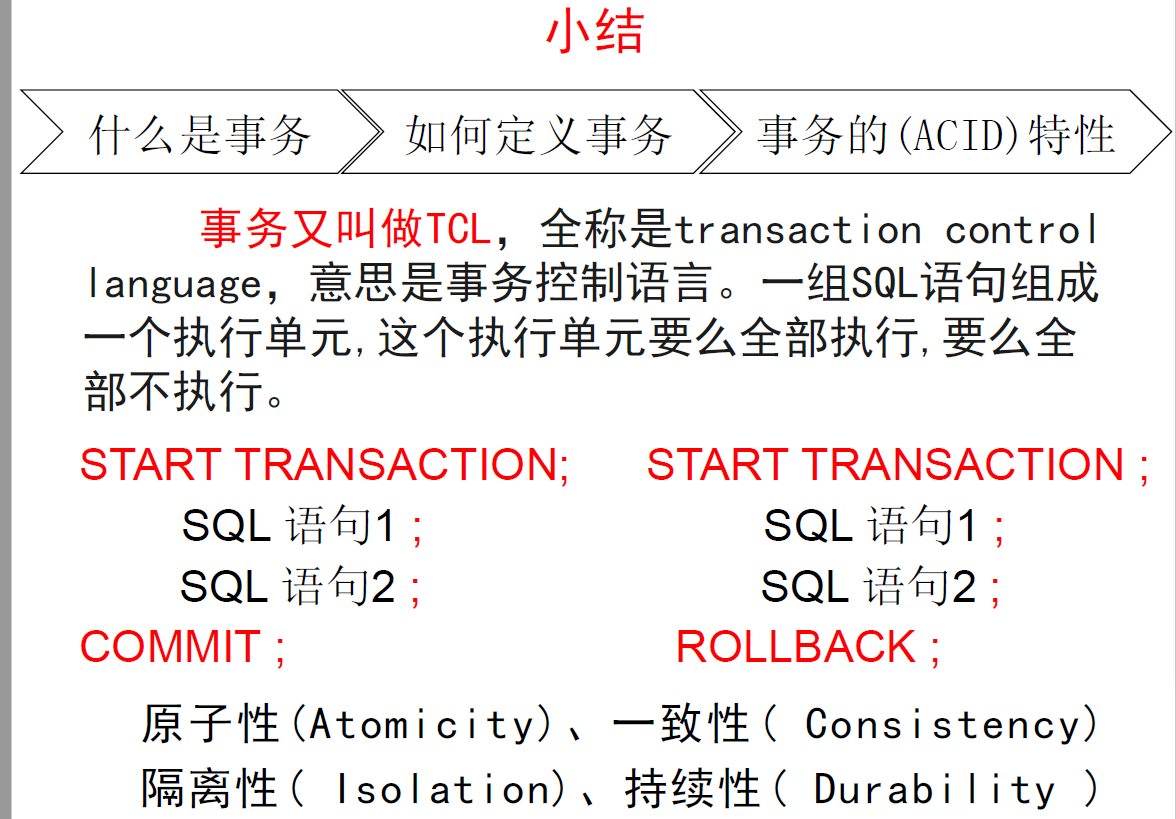 小结
什么是事务 如何定义事务 事务的(ACID)特性
事务又叫做TCL，全称是transaction control
language，意思是事务控制语言。一组SQL语句组成
一个执行单元,这个执行单元要么全部执行,要么全
部不执行。
START TRANSACTION; START TRANSACTION ;
SQL 语句1 ; SQL 语句1 ;
SQL 语句2 ; SQL 语句2 ;
COMMIT ; ROLLBACK ;
原子性(Atomicity)、一致性( Consistency)
隔离性( Isolation)、持续性( Durability )